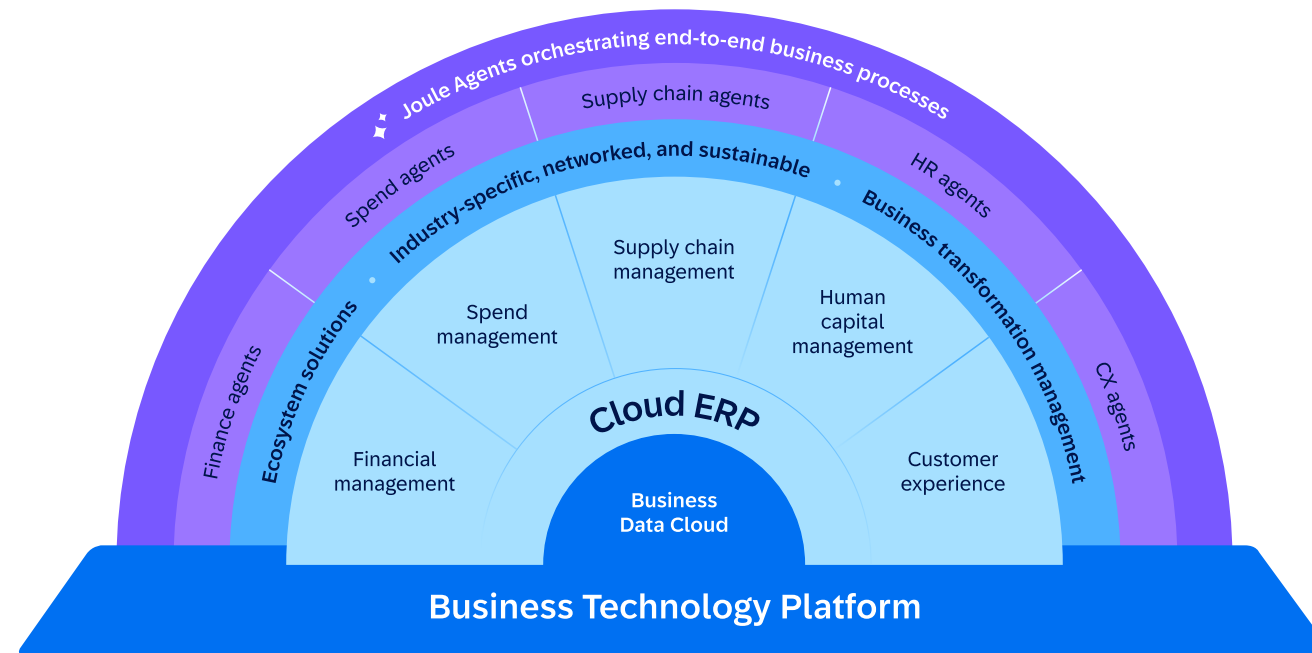 Joule Agents orchestrating end-to-end business processes
Finance agents
Spend agents
Supply chain agents
HR agents
CX agents
Ecosystem solutions • Industry-specific, networked, and sustainable • Business transformation management
Financial
management
Spend
management
Supply chain
management
Human
capital
management
Customer
experience
Cloud ERP
Business
Data Cloud
Business Technology Platform